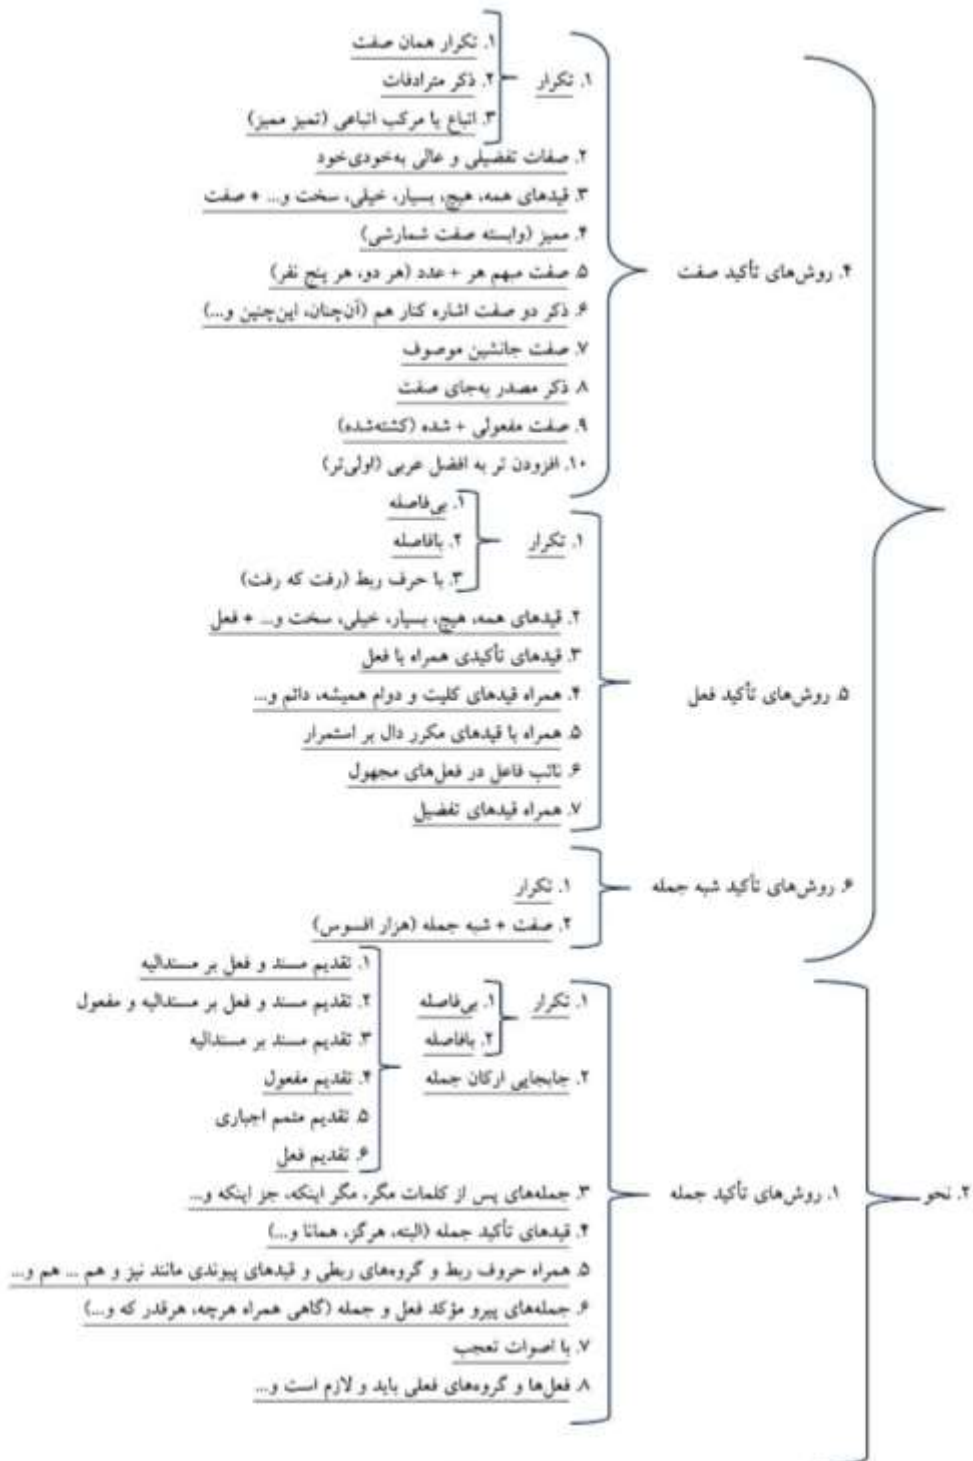 ۴. روش‌های تأکید صفت
۱. تکرار
۱. تکرار همان صفت
۲. ذکر مترادفات
۳. اتباع یا مرکب اتباعی (تمیز ممیز)
۲. صفات تفضیلی و عالی به‌خودی‌خود
۳. قیدهای همه، هیچ، بسیار، خیلی، سخت و... + صفت
۴. ممیز (وابسته صفت شمارشی)
۵. صفت مبهم هر + عدد (هر دو، هر پنج نفر)
۶. ذکر دو صفت اشاره کنار هم (آن‌چنان، این‌چنین و...)
۷. صفت جانشین موصوف
۸. ذکر مصدر به‌جای صفت
۹. صفت مفعولی + شده (کشته‌شده)
۱۰. افزودن تر به افضل عربی (اولی‌تر)
۵. روش‌های تأکید فعل
۱. تکرار
۱. بی‌فاصله
۲. بافاصله
۳. با حرف ربط (رفت که رفت)
۲. قیدهای همه، هیچ، بسیار، خیلی، سخت و... + فعل
۳. قیدهای تأکیدی همراه با فعل
۴. همراه قیدهای کلیت و دوام همیشه، دائم و...
۵. همراه با قیدهای مکرر دال بر استمرار
۶. نائب فاعل در فعل‌های مجهول
۷. همراه قیدهای تفضیل
۶. روش‌های تأکید شبه جمله
۱. تکرار
۲. صفت + شبه جمله (هزار افسوس)
۲. نحو
۱. روش‌های تأکید جمله
۱. تکرار
۱. بی‌فاصله
۲. بافاصله
۲. جابجایی ارکان جمله
۱. تقدیم مسند و فعل بر مسندالیه
۲. تقدیم مسند و فعل بر مسندالیه و مفعول
۳. تقدیم مسند بر مسندالیه
۴. تقدیم مفعول
۵. تقدیم متمم اجباری
۶. تقدیم فعل
۳. جمله‌های پس از کلمات مگر، مگر اینکه، جز اینکه و...
۴. قیدهای تأکید جمله (البته، هرگز، همانا و...)
۵. همراه حروف ربط و گروه‌های ربطی و قیدهای پیوندی مانند نیز و هم ... هم و...
۶. جمله‌های پیرو مؤکد فعل و جمله (گاهی همراه هرچه، هرقدر که و...)
۷. با اصوات تعجب
۸. فعل‌ها و گروه‌های فعلی باید و لازم است و...